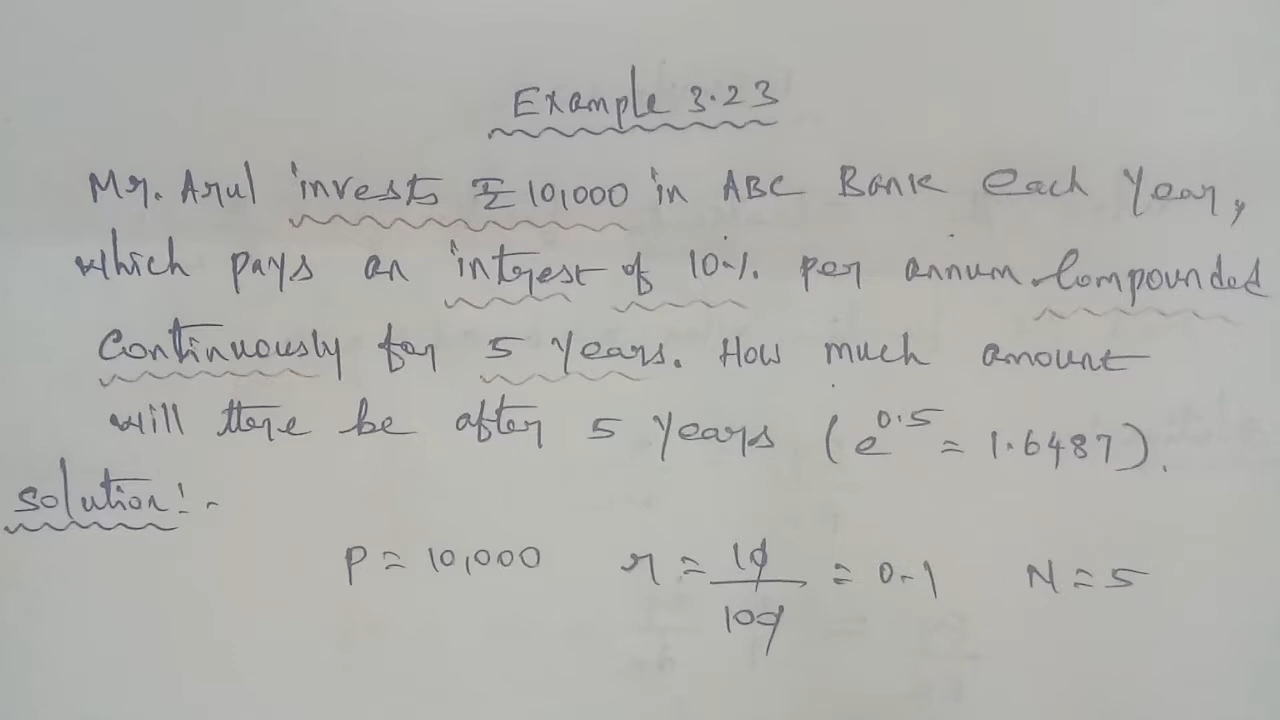 Example 3.23
Mr. Arul invests ₹ 10,000 in ABC Bank each Year,
which pays an interest of 10% per annum Compounded
Continuously for 5 Years. How much amount
will there be after 5 Years (e^0.5 = 1.6487).
Solution:-
P = 10,000 r = 10/100 = 0.1 N = 5